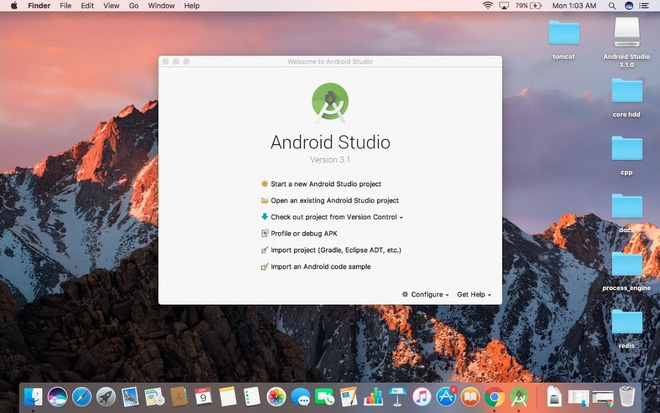 Finder File Edit View Go Window Help
79% Mon 1:03 AM
tomcat
Android Studio
3.1.0
core hdd
cpp
docs
process_engine
redis
Welcome to Android Studio
Android Studio
Version 3.1
Start a new Android Studio project
Open an existing Android Studio project
Check out project from Version Control
Profile or debug APK
Import project (Gradle, Eclipse ADT, etc.)
Import an Android code sample
Configure Get Help
9